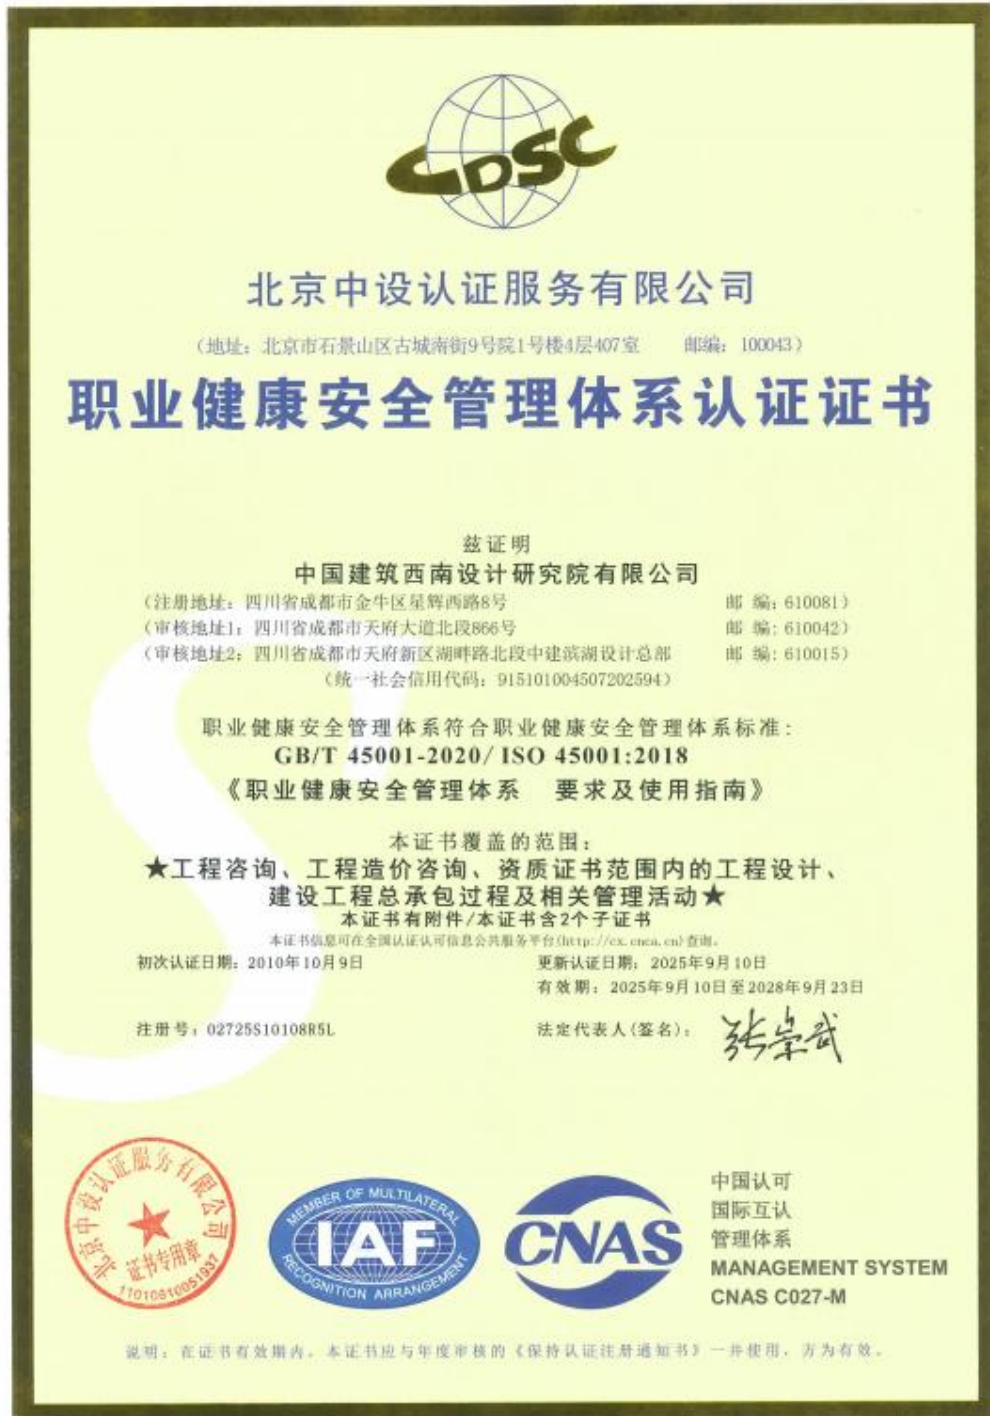 CDSC
北京中设认证服务有限公司
（地址：北京市石景山区古城南街9号院1号楼4层407室　邮编：100043）
职业健康安全管理体系认证证书
兹证明
中国建筑西南设计研究院有限公司
（注册地址：四川省成都市金牛区星辉西路8号　邮 编：610081）
（审核地址1：四川省成都市天府大道北段866号　邮 编：610042）
（审核地址2：四川省成都市天府新区湖畔路北段中建滨湖设计总部　邮 编：610015）
（统一社会信用代码：915101004507202594）
职业健康安全管理体系符合职业健康安全管理体系标准：
GB/T 45001-2020/ ISO 45001:2018
《职业健康安全管理体系　要求及使用指南》
本证书覆盖的范围：
★工程咨询、工程造价咨询、资质证书范围内的工程设计、
建设工程总承包过程及相关管理活动★
本证书有附件/本证书含2个子证书
本证书信息可在全国认证认可信息公共服务平台(http://cx.cnca.cn)查询。
初次认证日期：2010年10月9日　更新认证日期：2025年9月10日
有效期：2025年9月10日至2028年9月23日
注册号：02725S10108R5L　法定代表人(签名)：张崇武
北京中设认证服务有限公司
证书专用章
11010810051937
MEMBER OF MULTILATERAL
IAF
RECOGNITION ARRANGEMENT
CNAS
中国认可
国际互认
管理体系
MANAGEMENT SYSTEM
CNAS C027-M
说明：在证书有效期内，本证书应与年度审核的《保持认证注册通知书》一并使用，方为有效。